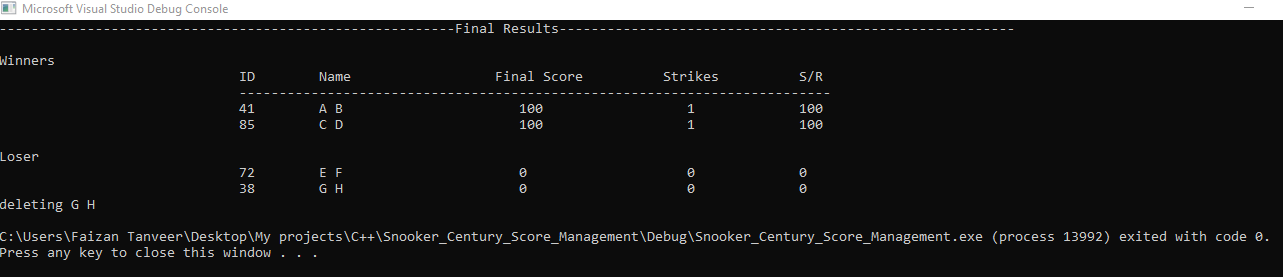 Microsoft Visual Studio Debug Console
---------------------------------------------------------Final Results---------------------------------------------------------
Winners
ID Name Final Score Strikes S/R
--------------------------------------------------------------------------
41 A B 100 1 100
85 C D 100 1 100
Loser
72 E F 0 0 0
38 G H 0 0 0
deleting G H
C:\Users\Faizan Tanveer\Desktop\My projects\C++\Snooker_Century_Score_Management\Debug\Snooker_Century_Score_Management.exe (process 13992) exited with code 0.
Press any key to close this window . . .